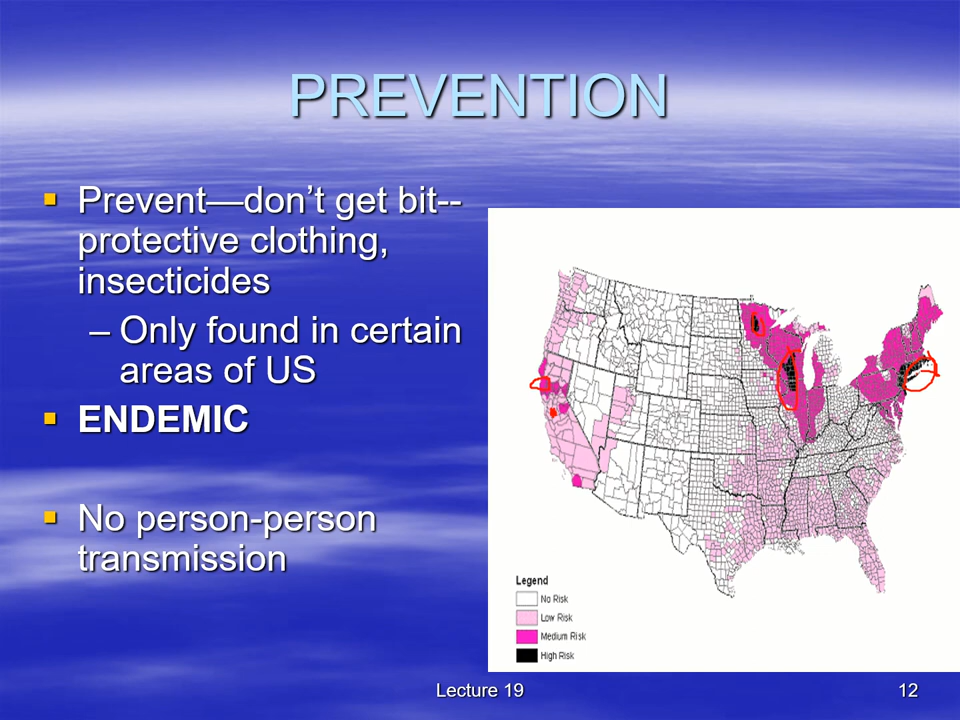 PREVENTION
Prevent—don’t get bit--
protective clothing,
insecticides
– Only found in certain
areas of US
ENDEMIC
No person-person
transmission
Legend
No Risk
Low Risk
Medium Risk
High Risk
Lecture 19
12